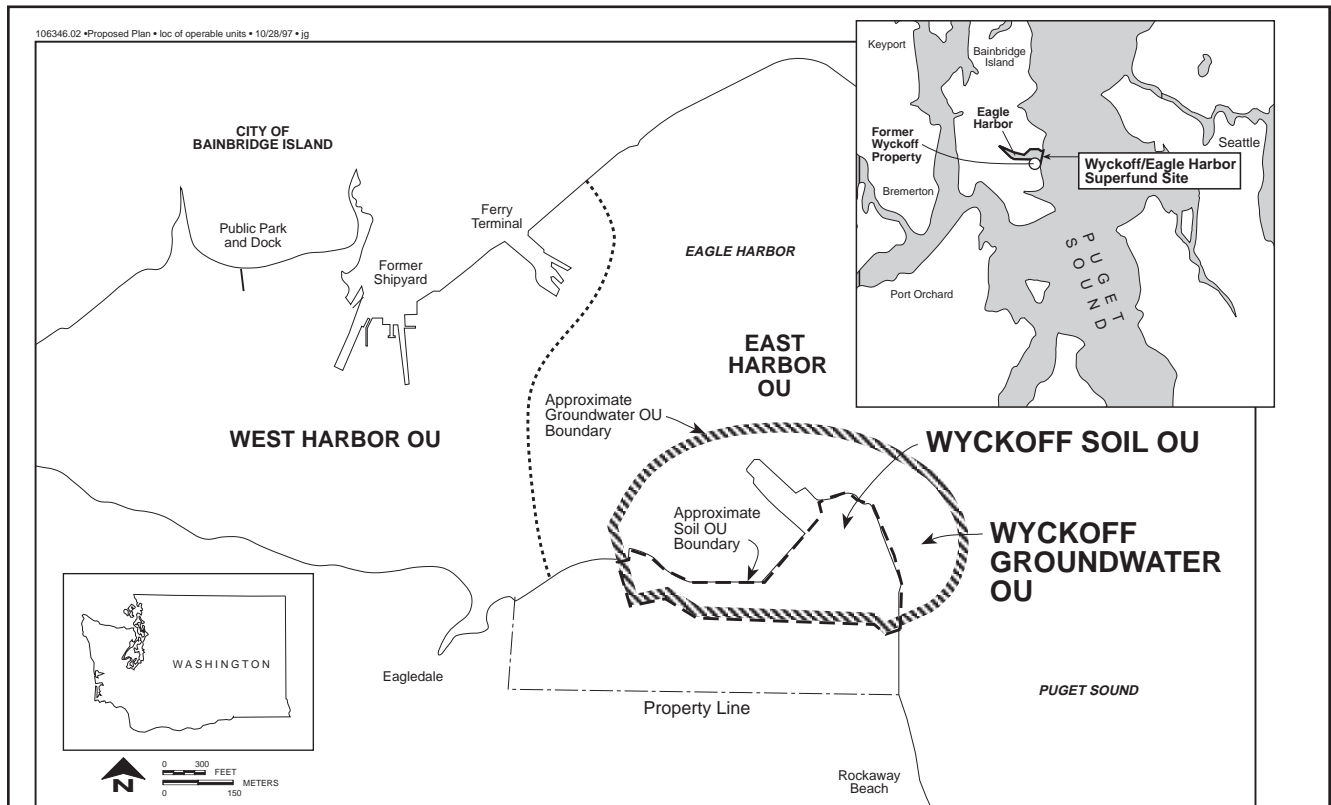 106346.02 •Proposed Plan • loc of operable units • 10/28/97 • jg
CITY OF
BAINBRIDGE ISLAND
Public Park
and Dock
Former
Shipyard
Ferry
Terminal
EAGLE HARBOR
EAST
HARBOR
OU
WEST HARBOR OU
Approximate
Groundwater OU
Boundary
WYCKOFF SOIL OU
Approximate
Soil OU
Boundary
WYCKOFF
GROUNDWATER
OU
Eagledale
Property Line
PUGET SOUND
Rockaway
Beach
Keyport
Bainbridge
Island
Eagle
Harbor
Former
Wyckoff
Property
Seattle
Wyckoff/Eagle Harbor
Superfund Site
Bremerton
Port Orchard
PUGET
SOUND
WASHINGTON
N
0 300
FEET
METERS
0 150